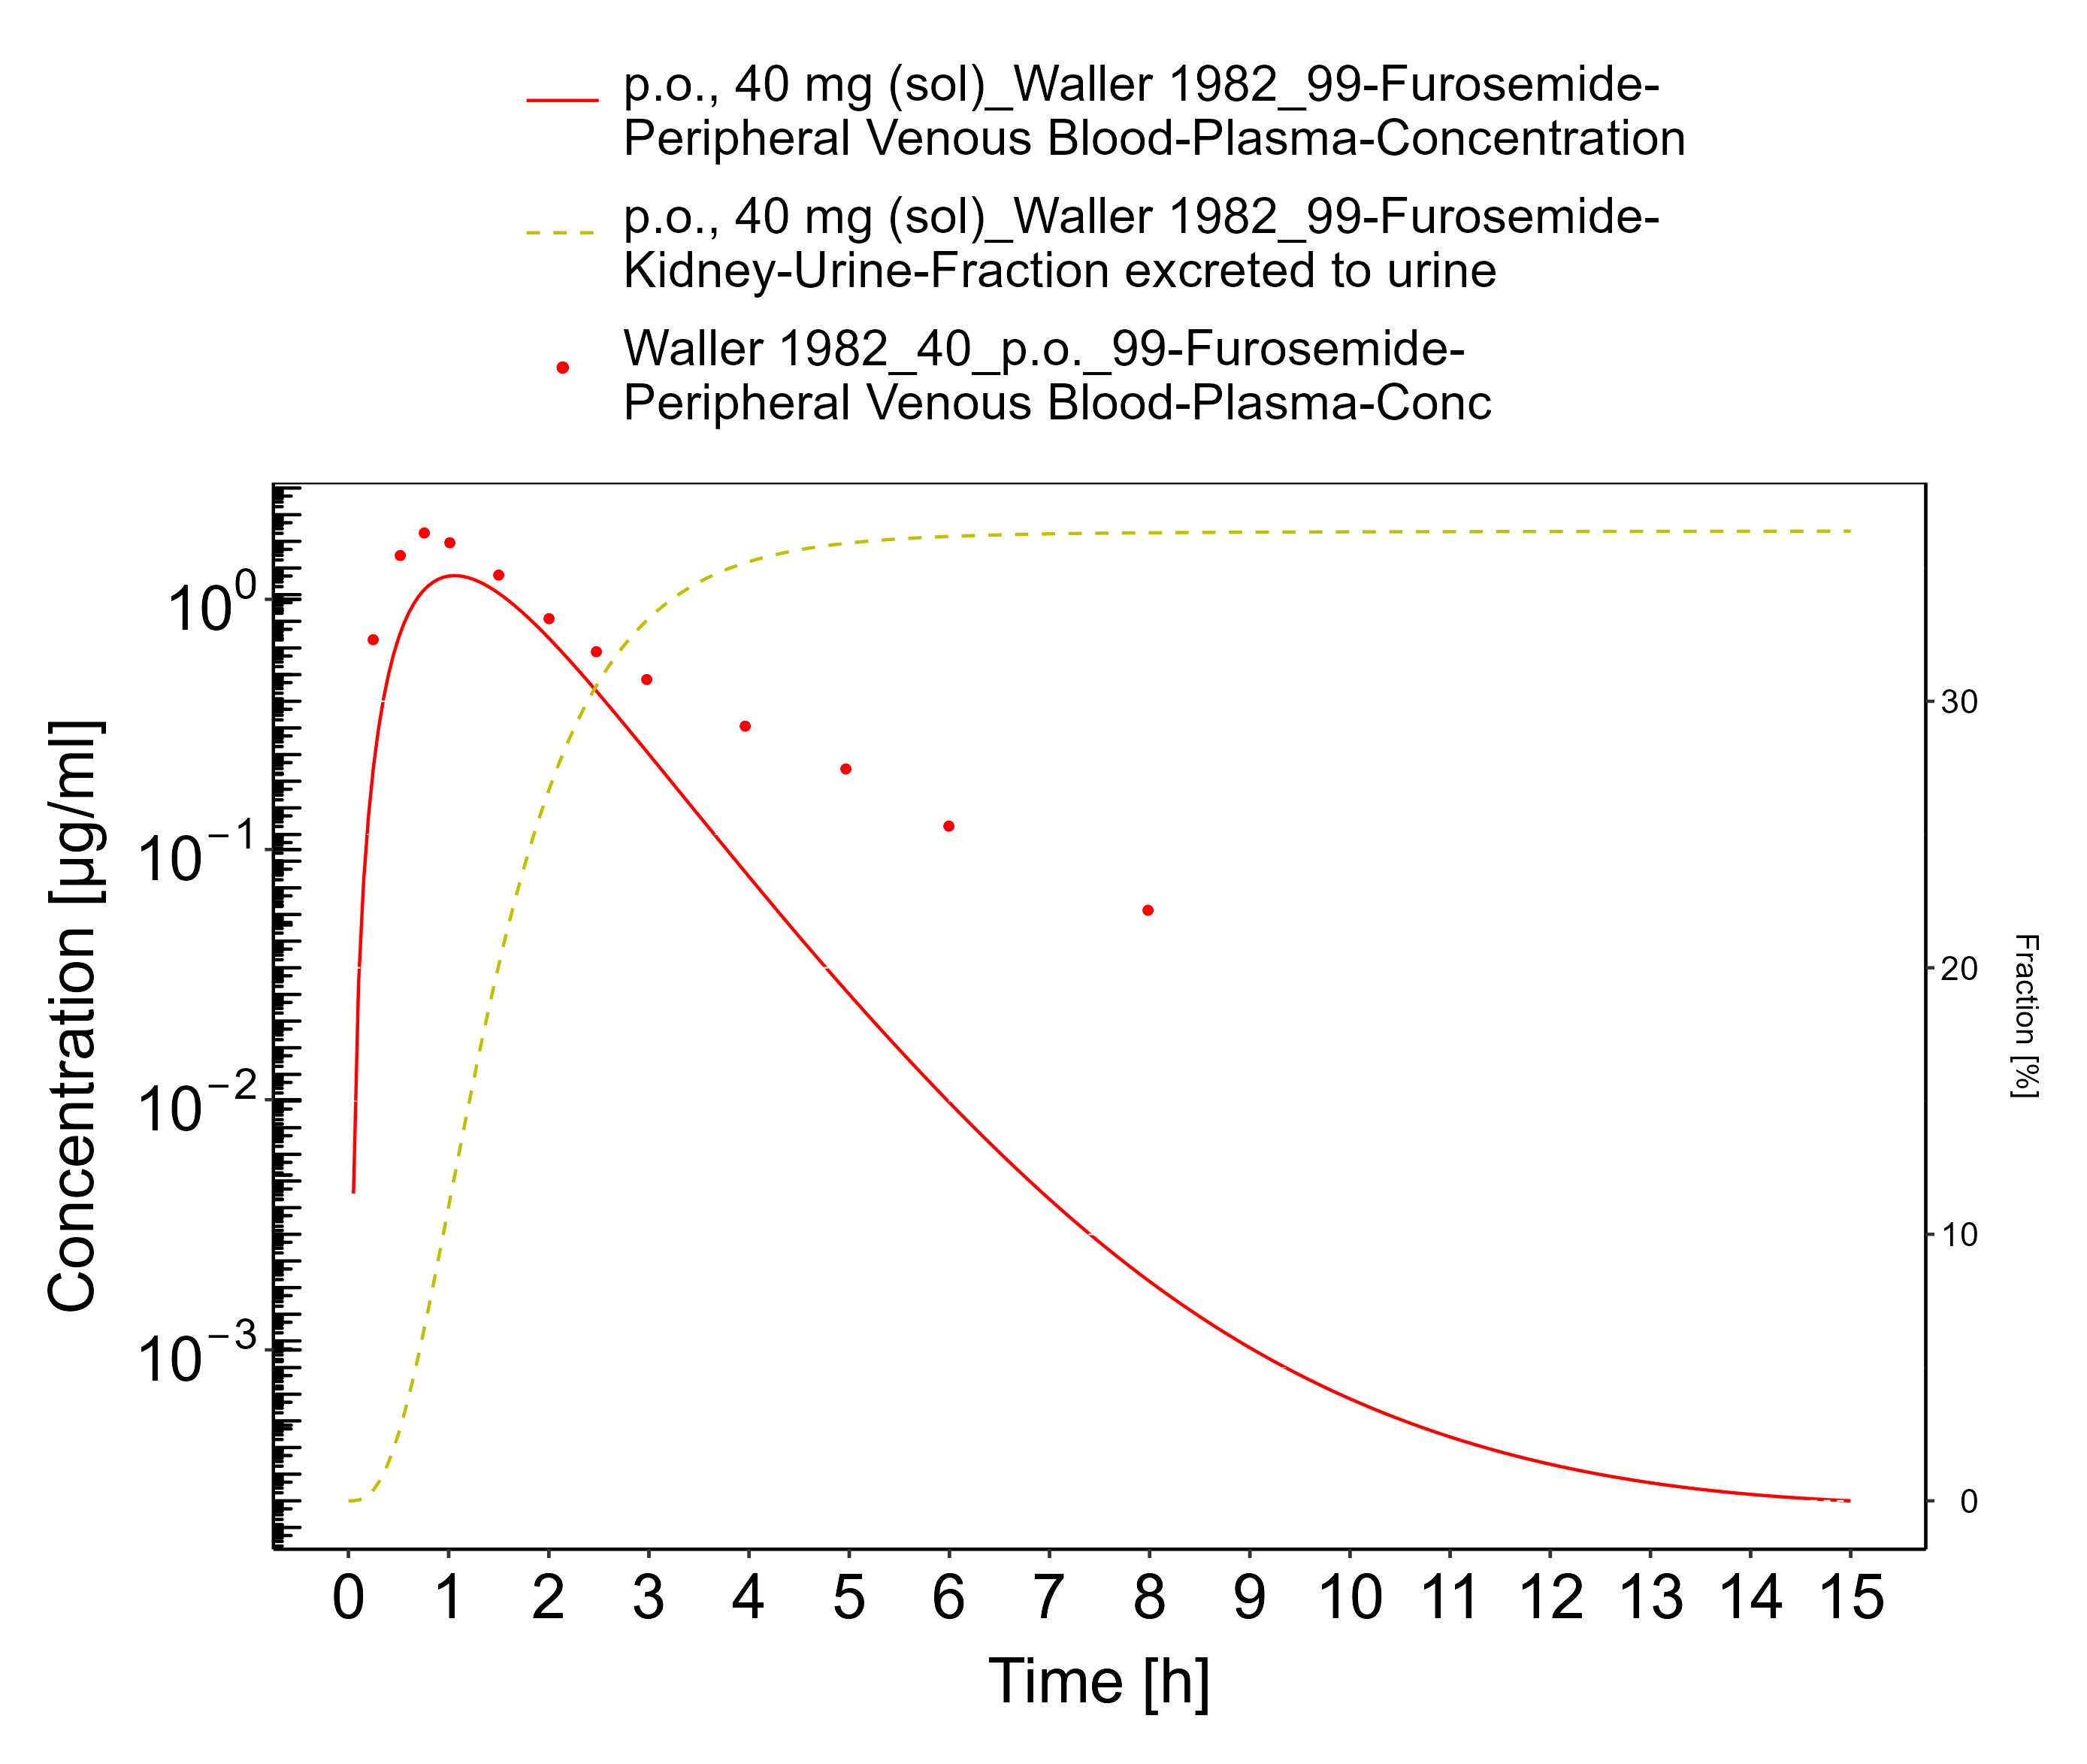 p.o., 40 mg (sol)_Waller 1982_99-Furosemide-
Peripheral Venous Blood-Plasma-Concentration
p.o., 40 mg (sol)_Waller 1982_99-Furosemide-
Kidney-Urine-Fraction excreted to urine
Waller 1982_40_p.o._99-Furosemide-
Peripheral Venous Blood-Plasma-Conc
Concentration [µg/ml]
10⁰
10⁻¹
10⁻²
10⁻³
30
20
10
0
Fraction [%]
0 1 2 3 4 5 6 7 8 9 10 11 12 13 14 15
Time [h]